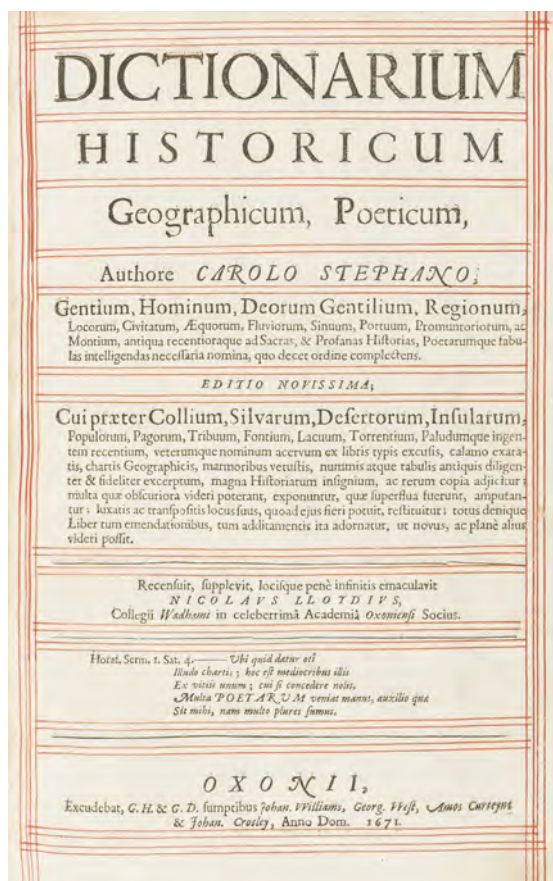 DICTIONARIUM
HISTORICUM
Geographicum, Poeticum,
Authore CAROLO STEPHANO;
Gentium, Hominum, Deorum Gentilium, Regionum,
Locorum, Civitatum, Æquorum, Fluviorum, Sinuum, Portuum, Promuntoriorum, ac
Montium, antiqua recentioraque ad Sacras, & Profanas Hiſtorias, Poetarumque fabu-
las intelligendas neceſſaria nomina, quo decet ordine complectens.
EDITIO NOVISSIMA;
Cui præter Collium, Silvarum, Deſertorum, Inſularum,
Populorum, Pagorum, Tribuum, Fontium, Lacuum, Torrentium, Paludumque ingen-
tem recentium, veterumque nominum acervum ex libris typis excuſis, calamo exara-
tis, chartis Geographicis, marmoribus vetuſtis, nummis atque tabulis antiquis diligen-
ter & fideliter excerptum, magna Hiſtoriarum inſignium, ac rerum copia adjicitur:
multa quæ obſcuriora videri poterant, exponuntur, quæ ſuperflua fuerunt, amputan-
tur: luxatis ac tranſpoſitis locus ſuus, quoad ejus fieri potuit, reſtituitur: totus denique
Liber tum emendationibus, tum additamentis ita adornatur, ut novus, ac planè alius
videri poſſit.
Recenſuit, ſupplevit, locisque penè infinitis emaculavit
NICOLAVS LLOYDIVS,
Collegii Wadhami in celeberrimâ Academiâ Oxonienſi Socius.
Horat. Serm. 1. Sat. 4. —— Ubi quid datur otî
Illudo chartis; hoc eſt mediocribus illis
Ex vitiis unum; cui ſi concedere nolis,
Multa POETARUM veniat manus, auxilio quæ
Sit mihi, nam multo plures ſumus.
OXONII,
Excudebat, G. H. & G. D. ſumptibus Johan. Williams, Georg. Weſt, Amos Curteyne
& Johan. Croſley, Anno Dom. 1671.